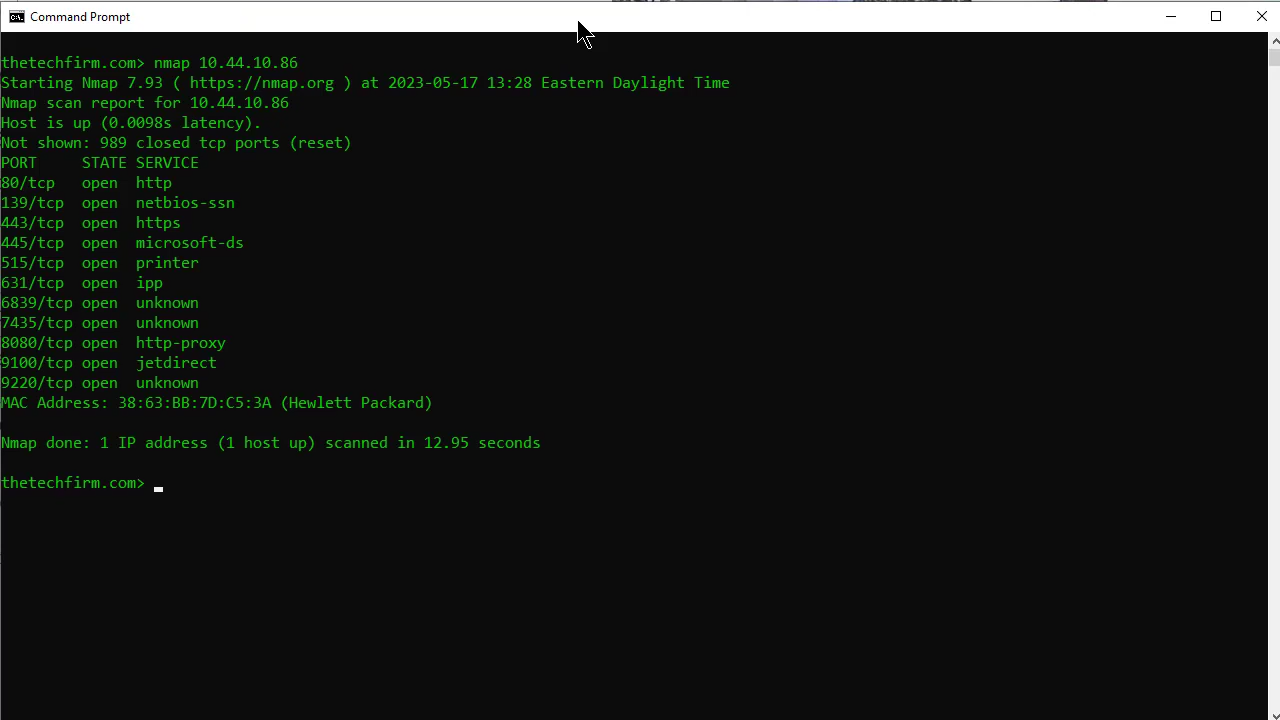 Command Prompt
thetechfirm.com> nmap 10.44.10.86
Starting Nmap 7.93 ( https://nmap.org ) at 2023-05-17 13:28 Eastern Daylight Time
Nmap scan report for 10.44.10.86
Host is up (0.0098s latency).
Not shown: 989 closed tcp ports (reset)
PORT     STATE SERVICE
80/tcp   open  http
139/tcp  open  netbios-ssn
443/tcp  open  https
445/tcp  open  microsoft-ds
515/tcp  open  printer
631/tcp  open  ipp
6839/tcp open  unknown
7435/tcp open  unknown
8080/tcp open  http-proxy
9100/tcp open  jetdirect
9220/tcp open  unknown
MAC Address: 38:63:BB:7D:C5:3A (Hewlett Packard)
Nmap done: 1 IP address (1 host up) scanned in 12.95 seconds
thetechfirm.com>